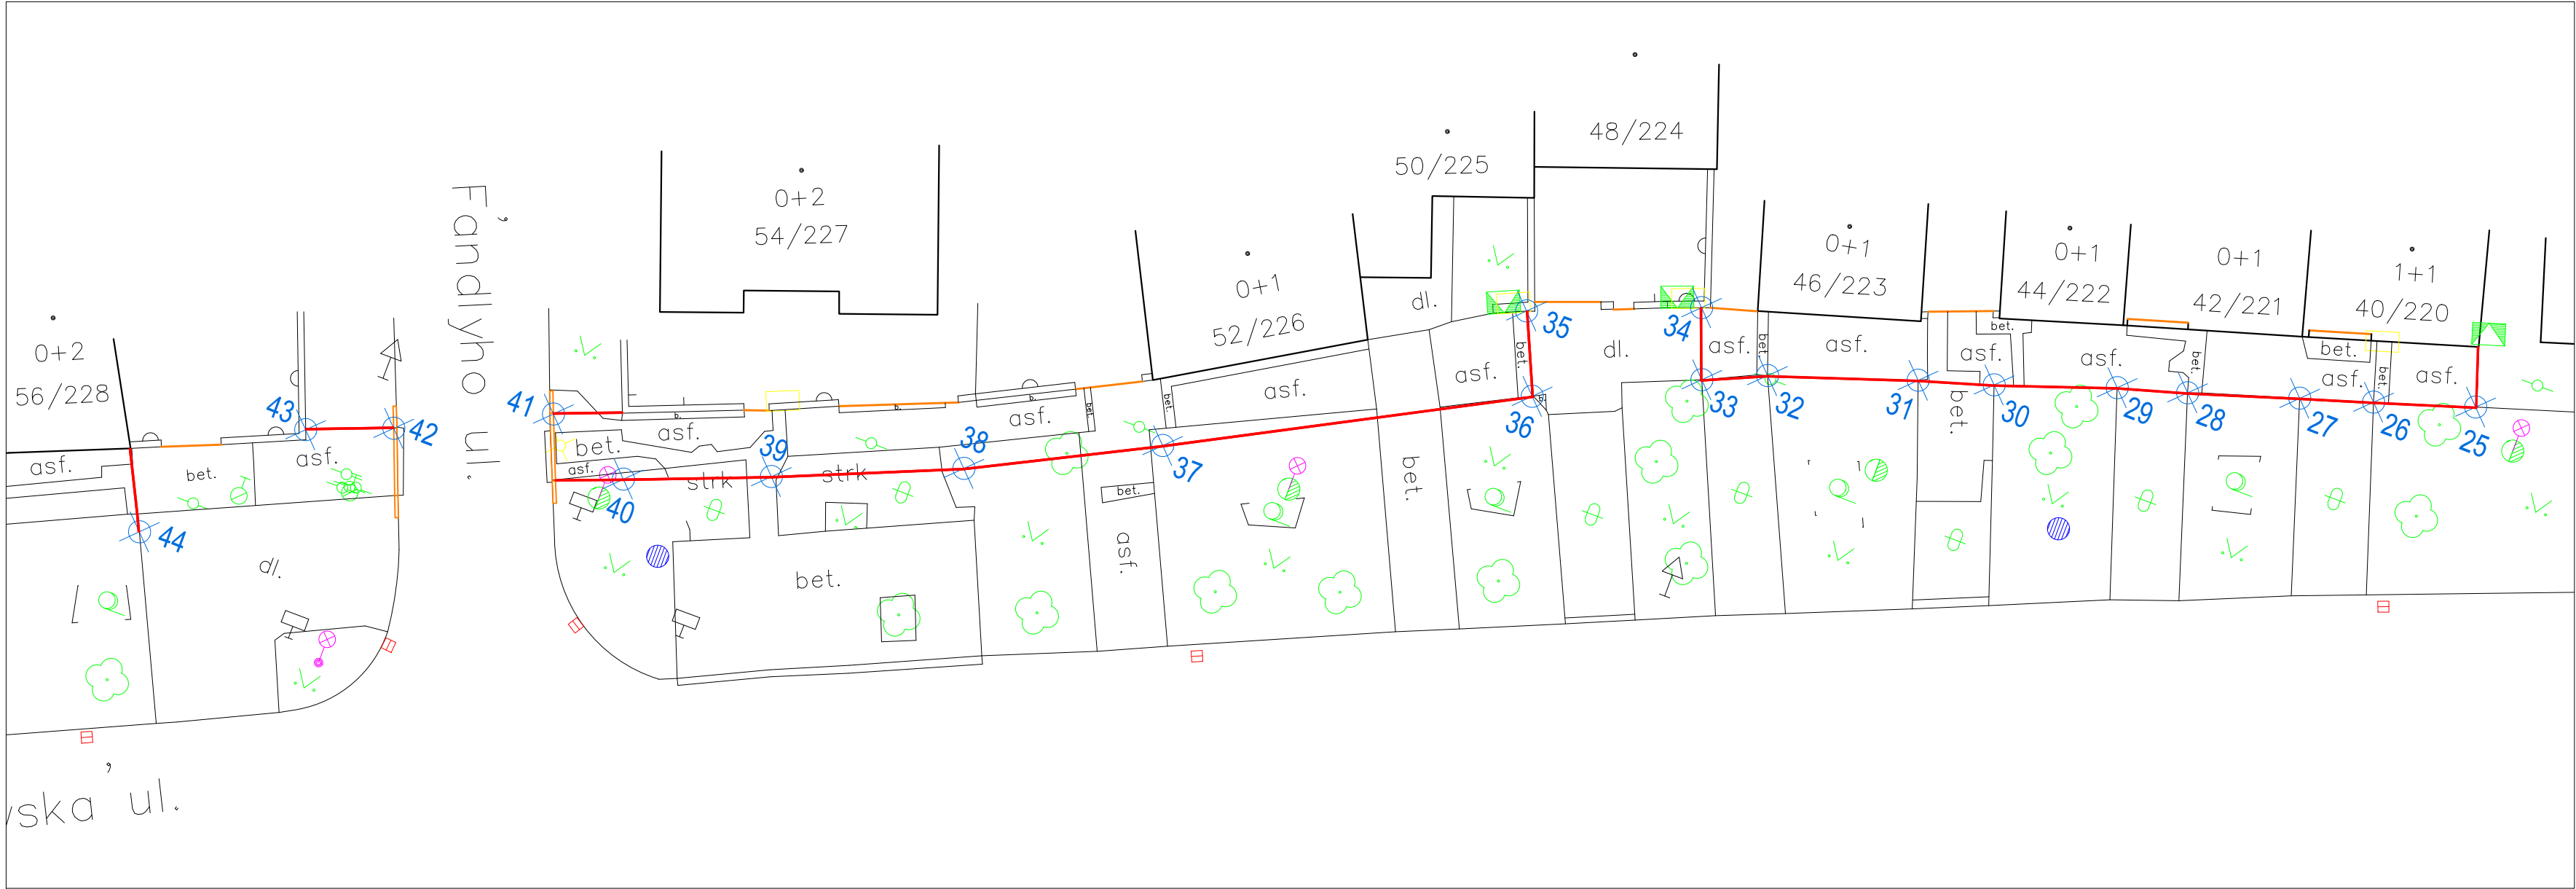 48/224
50/225
0+2
54/227
F'andlyho ul.
0+1
46/223
0+1
44/222
0+1
42/221
1+1
40/220
0+1
52/226
0+2
56/228
dl.
35
34
dl.
asf.
bet.
asf.
asf.
bet.
asf.
bet.
bet.
asf.
bet.
asf.
43
42
41
b.
b.
b.
asf.
asf.
bet.
bet.
asf.
asf.
bet.
b.
36
33
32
31
bet.
30
29
28
27
26
25
asf.
bet.
asf.
bet.
asf.
asf.
39
38
37
strk
strk
40
bet.
bet.
44
dl.
bet.
asf.
ska' ul.